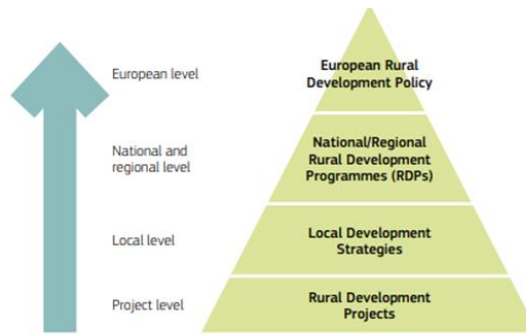 European level
European Rural
Development Policy
National and
regional level
National/Regional
Rural Development
Programmes (RDPs)
Local level
Local Development
Strategies
Project level
Rural Development
Projects